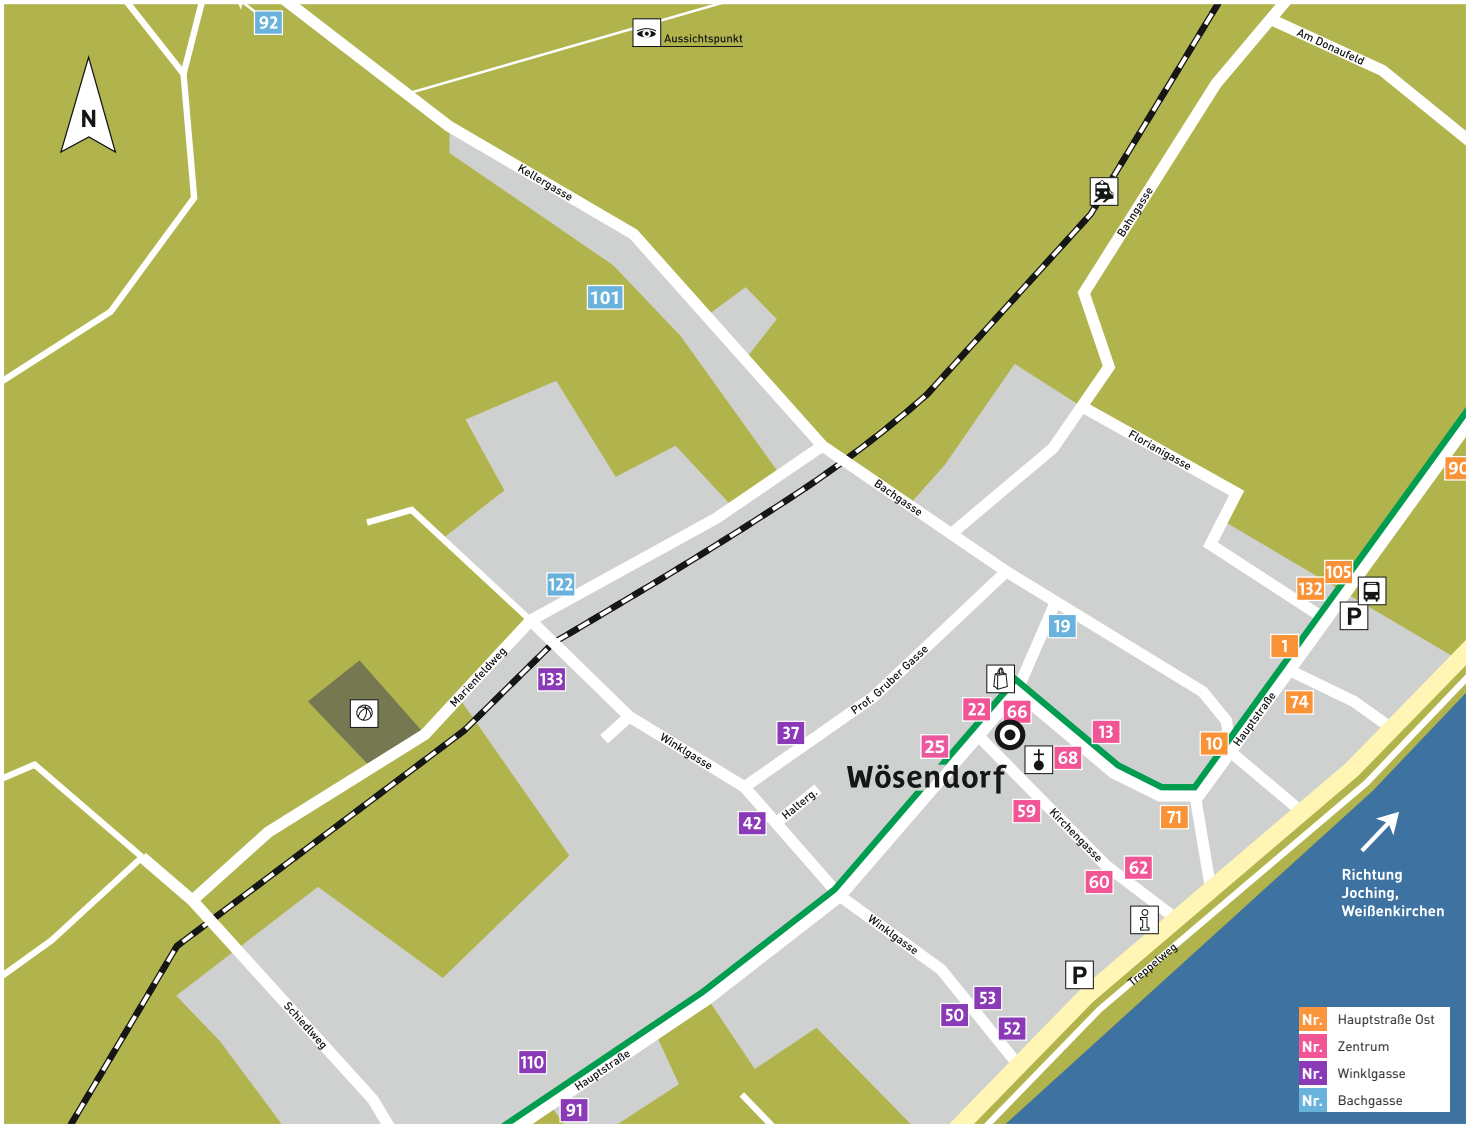 92
Aussichtspunkt
Am Donaufeld
N
Kellergasse
Bahngasse
101
Florianigasse
90
Bachgasse
122
105
132
P
19
1
133
Marienfeldweg
Prof. Gruber Gasse
74
22
66
37
13
Hauptstraße
10
25
Winklgasse
68
Wösendorf
Halterg.
42
59
71
Kirchengasse
62
60
Richtung
Joching,
Weißenkirchen
i
Winklgasse
Treppelweg
P
53
50
52
Schiedlweg
110
Hauptstraße
91
Nr. Hauptstraße Ost
Nr. Zentrum
Nr. Winklgasse
Nr. Bachgasse